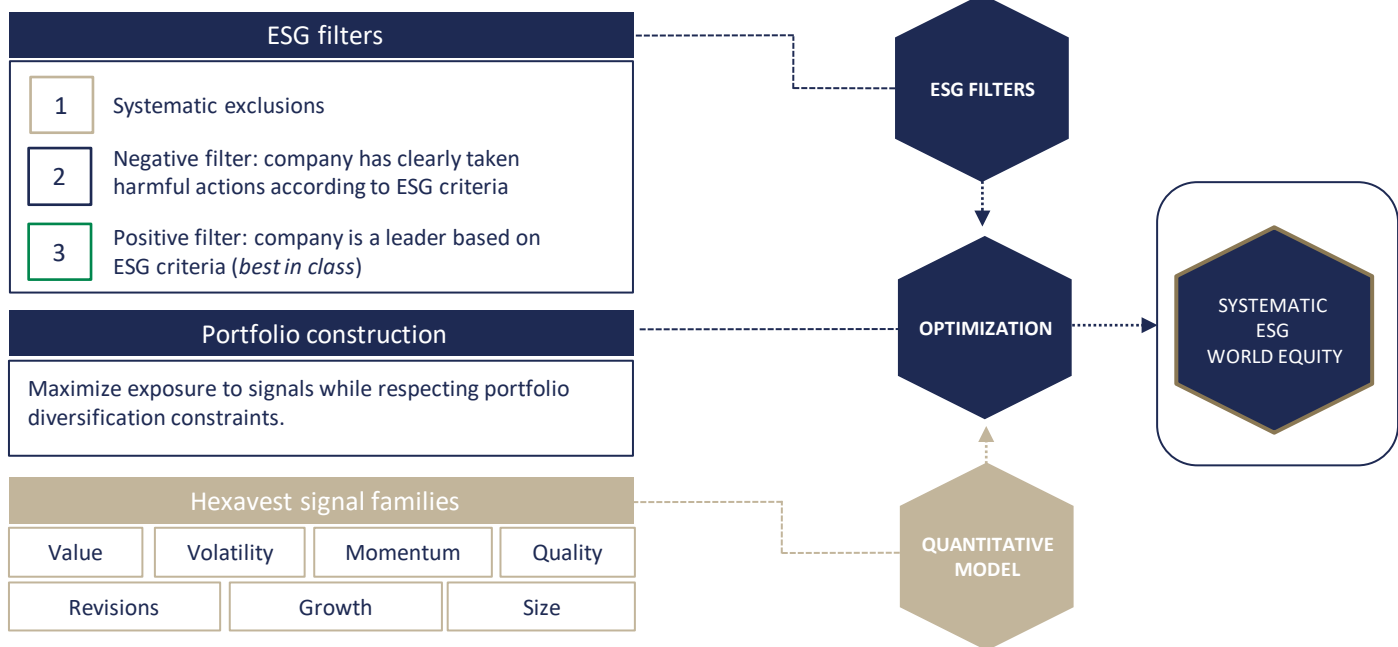 ESG filters
1
Systematic exclusions
2
Negative filter: company has clearly taken
harmful actions according to ESG criteria
3
Positive filter: company is a leader based on
ESG criteria (best in class)
Portfolio construction
Maximize exposure to signals while respecting portfolio
diversification constraints.
Hexavest signal families
Value
Volatility
Momentum
Quality
Revisions
Growth
Size
ESG FILTERS
OPTIMIZATION
QUANTITATIVE
MODEL
SYSTEMATIC
ESG
WORLD EQUITY